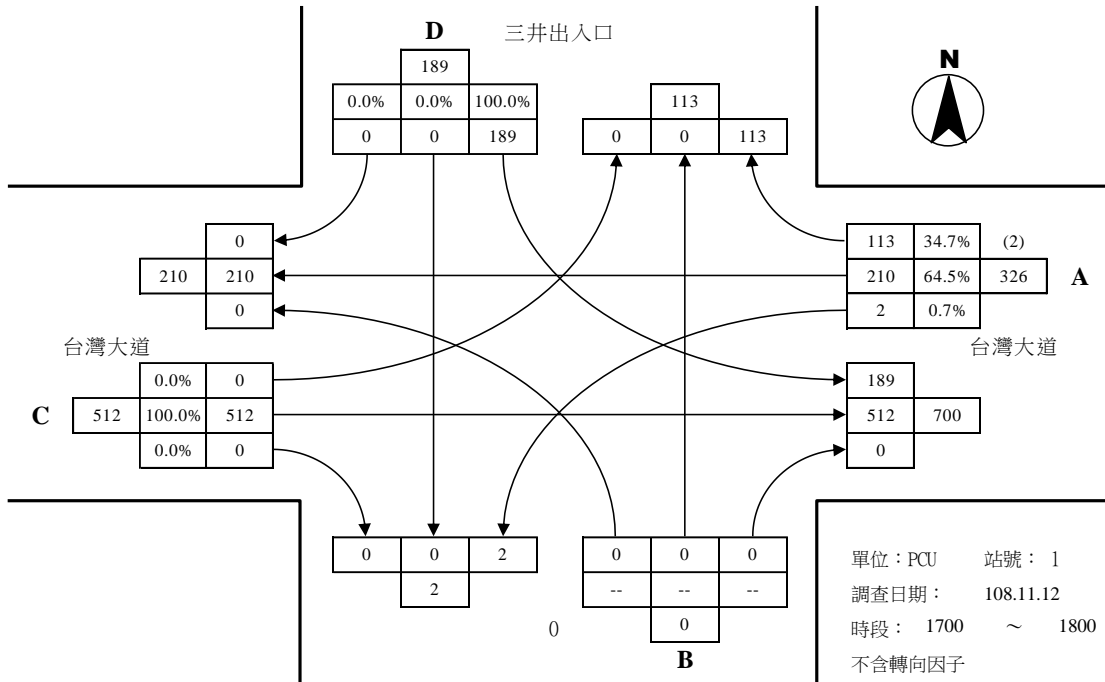 D 三井出入口
189
0.0% 0.0% 100.0%
0 0 189
113
0 0 113
N
0
210 210
0
113 34.7% (2)
210 64.5% 326
2 0.7%
A
台灣大道
台灣大道
0.0% 0
512 100.0% 512
0.0% 0
C
189
512 700
0
0 0 2
2
0 0 0
-- -- --
0
0
B
單位：PCU 站號： 1
調查日期： 108.11.12
時段： 1700 ～ 1800
不含轉向因子